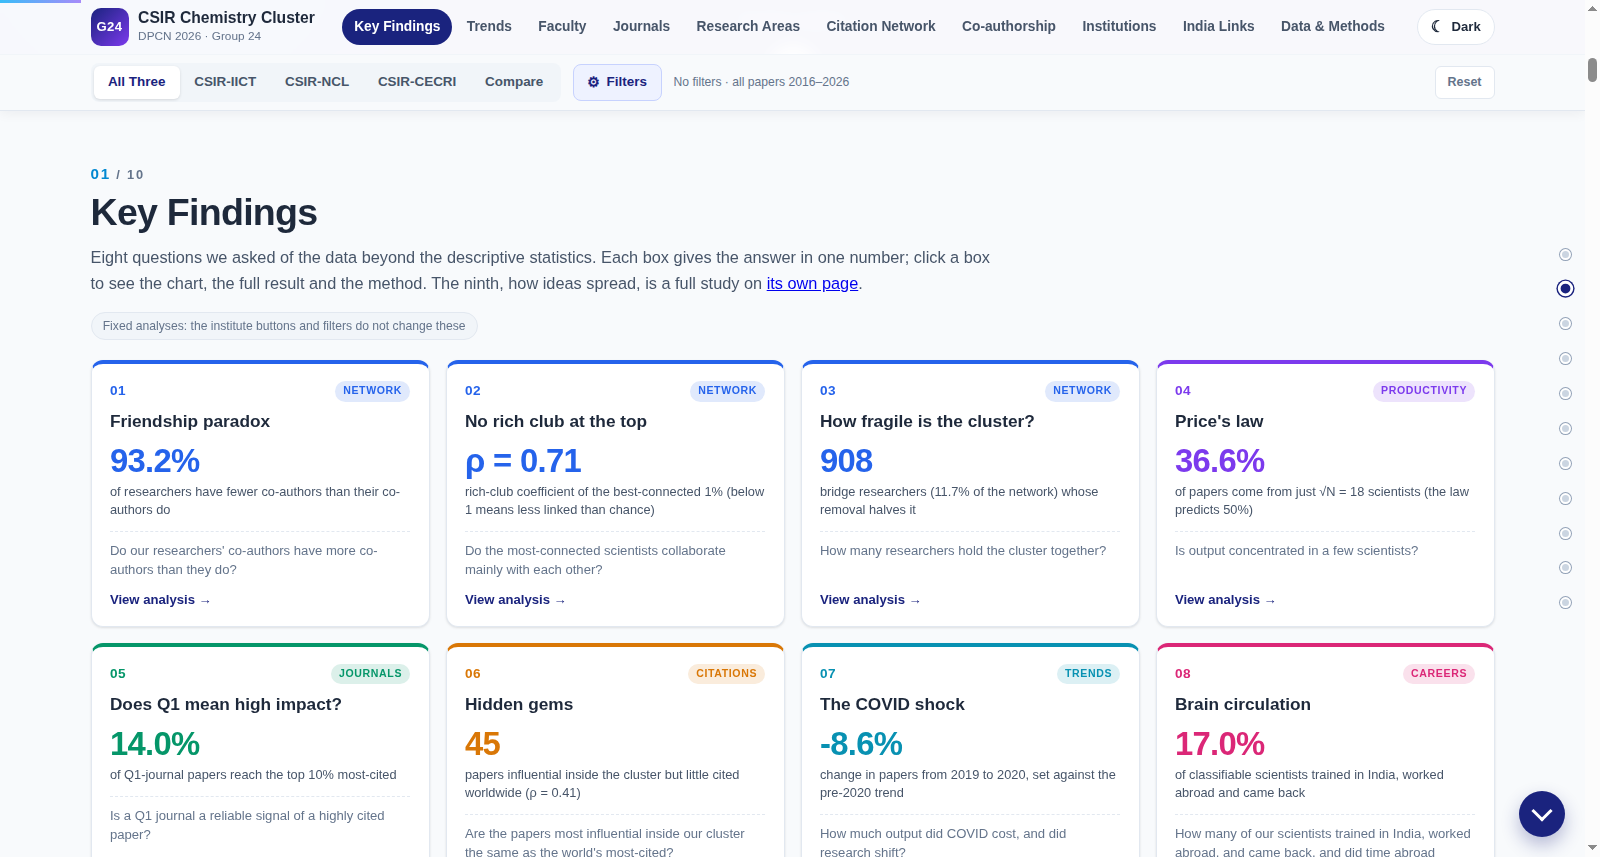 G24
CSIR Chemistry Cluster
DPCN 2026 · Group 24
Key Findings
Trends
Faculty
Journals
Research Areas
Citation Network
Co-authorship
Institutions
India Links
Data & Methods
☾ Dark
All Three
CSIR-IICT
CSIR-NCL
CSIR-CECRI
Compare
⚙ Filters
No filters · all papers 2016–2026
Reset
01 / 10
Key Findings
Eight questions we asked of the data beyond the descriptive statistics. Each box gives the answer in one number; click a box
to see the chart, the full result and the method. The ninth, how ideas spread, is a full study on its own page.
Fixed analyses: the institute buttons and filters do not change these
01
NETWORK
Friendship paradox
93.2%
of researchers have fewer co-authors than their co-
authors do
Do our researchers' co-authors have more co-
authors than they do?
View analysis →
02
NETWORK
No rich club at the top
ρ = 0.71
rich-club coefficient of the best-connected 1% (below
1 means less linked than chance)
Do the most-connected scientists collaborate
mainly with each other?
View analysis →
03
NETWORK
How fragile is the cluster?
908
bridge researchers (11.7% of the network) whose
removal halves it
How many researchers hold the cluster together?
View analysis →
04
PRODUCTIVITY
Price's law
36.6%
of papers come from just √N = 18 scientists (the law
predicts 50%)
Is output concentrated in a few scientists?
View analysis →
05
JOURNALS
Does Q1 mean high impact?
14.0%
of Q1-journal papers reach the top 10% most-cited
Is a Q1 journal a reliable signal of a highly cited
paper?
06
CITATIONS
Hidden gems
45
papers influential inside the cluster but little cited
worldwide (ρ = 0.41)
Are the papers most influential inside our cluster
the same as the world's most-cited?
07
TRENDS
The COVID shock
-8.6%
change in papers from 2019 to 2020, set against the
pre-2020 trend
How much output did COVID cost, and did
research shift?
08
CAREERS
Brain circulation
17.0%
of classifiable scientists trained in India, worked
abroad and came back
How many of our scientists trained in India, worked
abroad, and came back, and did time abroad